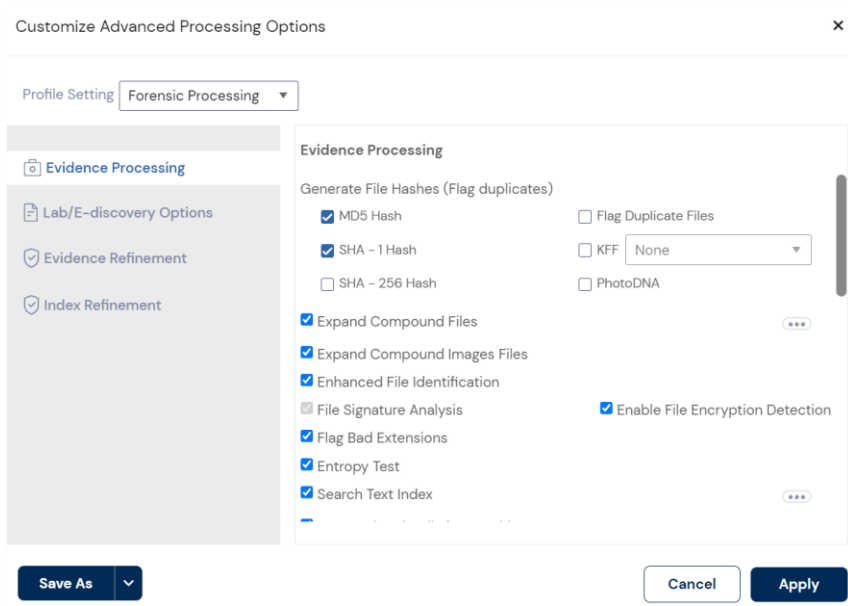 Customize Advanced Processing Options
Profile Setting Forensic Processing
Evidence Processing
Lab/E-discovery Options
Evidence Refinement
Index Refinement
Evidence Processing
Generate File Hashes (Flag duplicates)
MD5 Hash Flag Duplicate Files
SHA - 1 Hash KFF None
SHA - 256 Hash PhotoDNA
Expand Compound Files
Expand Compound Images Files
Enhanced File Identification
File Signature Analysis Enable File Encryption Detection
Flag Bad Extensions
Entropy Test
Search Text Index
Save As Cancel Apply